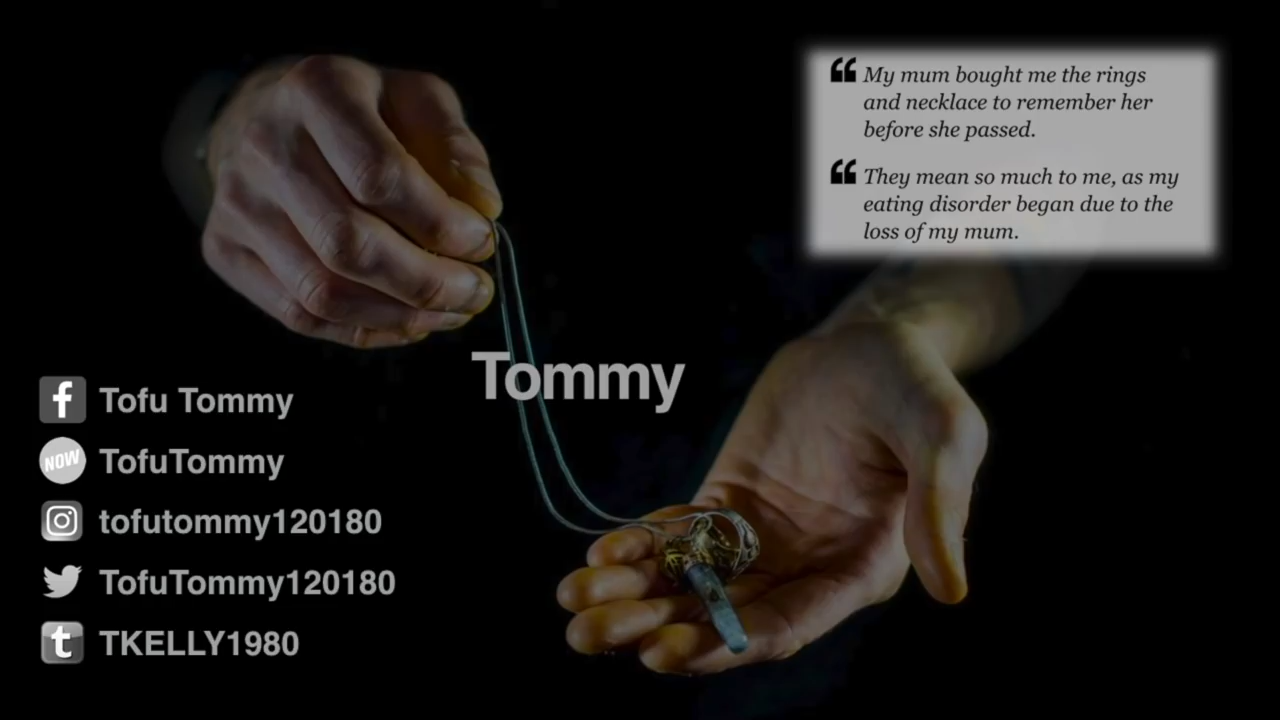 “ My mum bought me the rings
and necklace to remember her
before she passed.
“ They mean so much to me, as my
eating disorder began due to the
loss of my mum.
Tommy
f Tofu Tommy
NOW TofuTommy
tofutommy120180
TofuTommy120180
t TKELLY1980